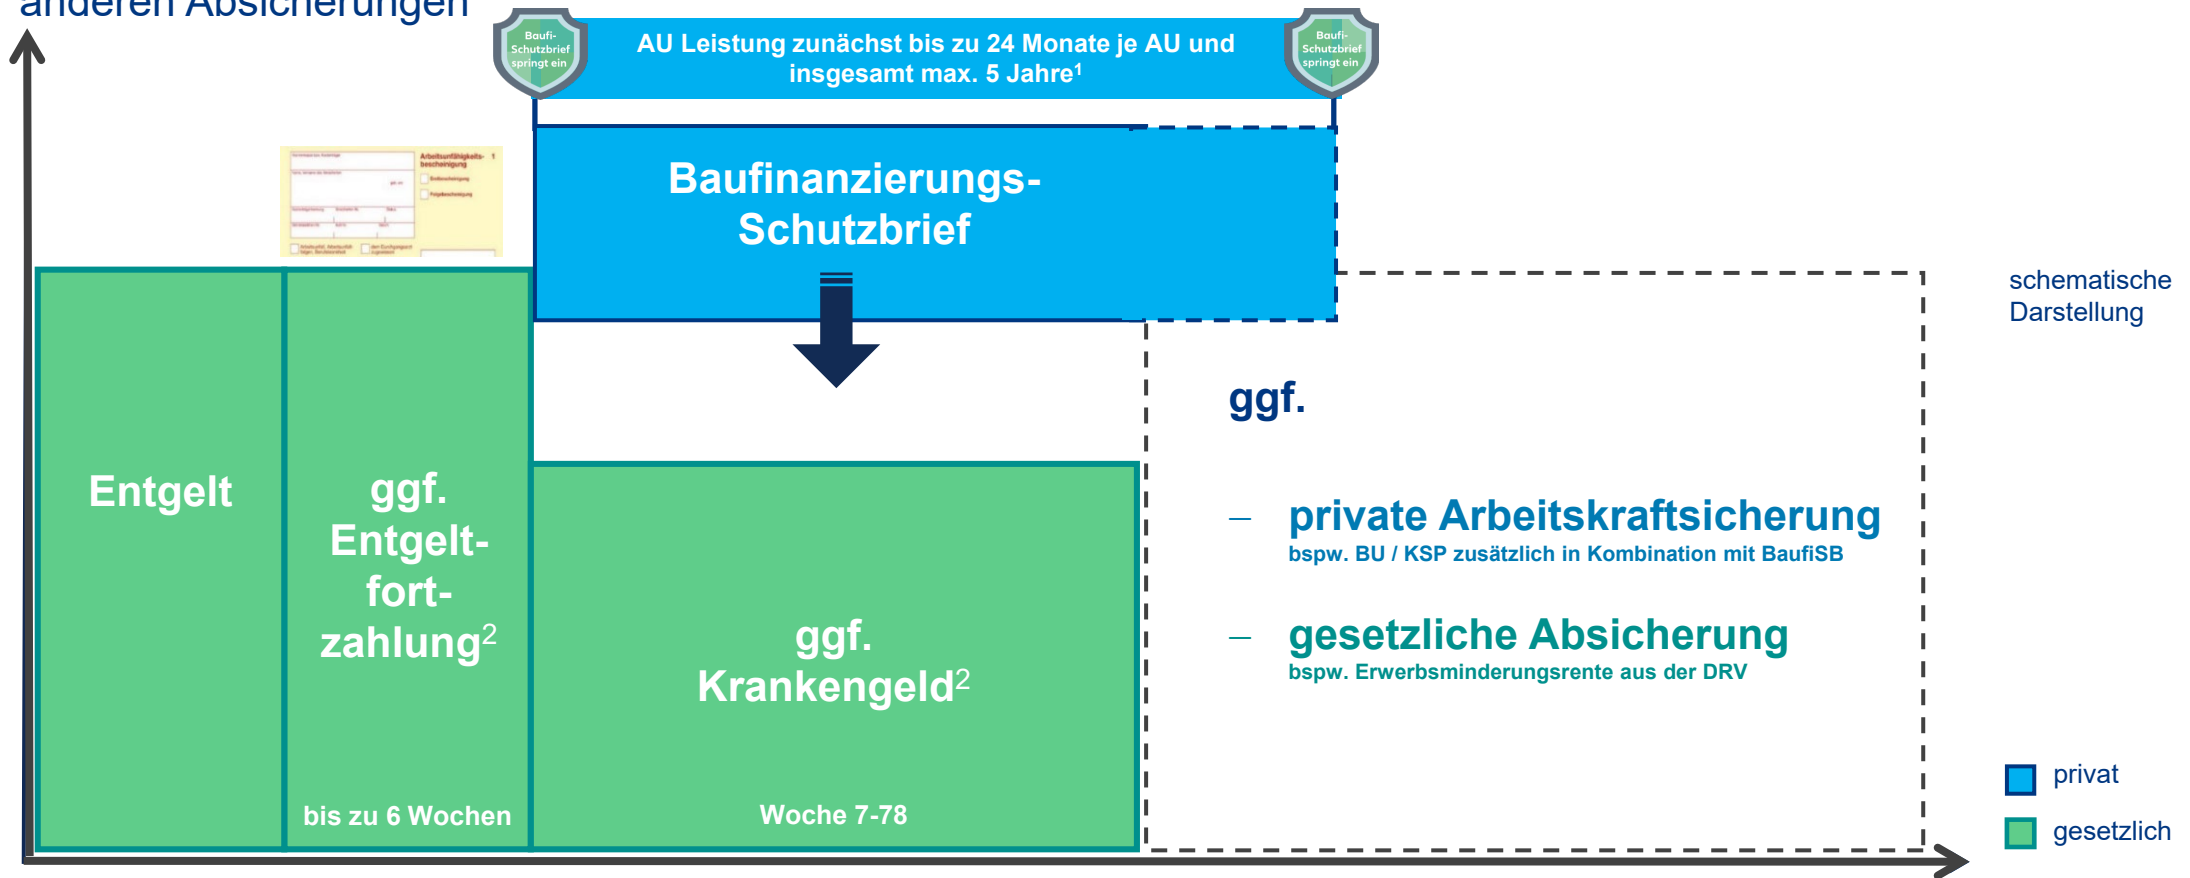 anderen Absicherungen
Baufi-
Schutzbrief
springt ein
AU Leistung zunächst bis zu 24 Monate je AU und
insgesamt max. 5 Jahre¹
Baufi-
Schutzbrief
springt ein
Arbeitsunfähigkeits-
bescheinigung
1
Erstbescheinigung
Folgebescheinigung
Baufinanzierungs-
Schutzbrief
schematische
Darstellung
Entgelt
ggf.
Entgelt-
fort-
zahlung²
bis zu 6 Wochen
ggf.
Krankengeld²
Woche 7-78
ggf.
– private Arbeitskraftsicherung
bspw. BU / KSP zusätzlich in Kombination mit BaufiSB
– gesetzliche Absicherung
bspw. Erwerbsminderungsrente aus der DRV
privat
gesetzlich